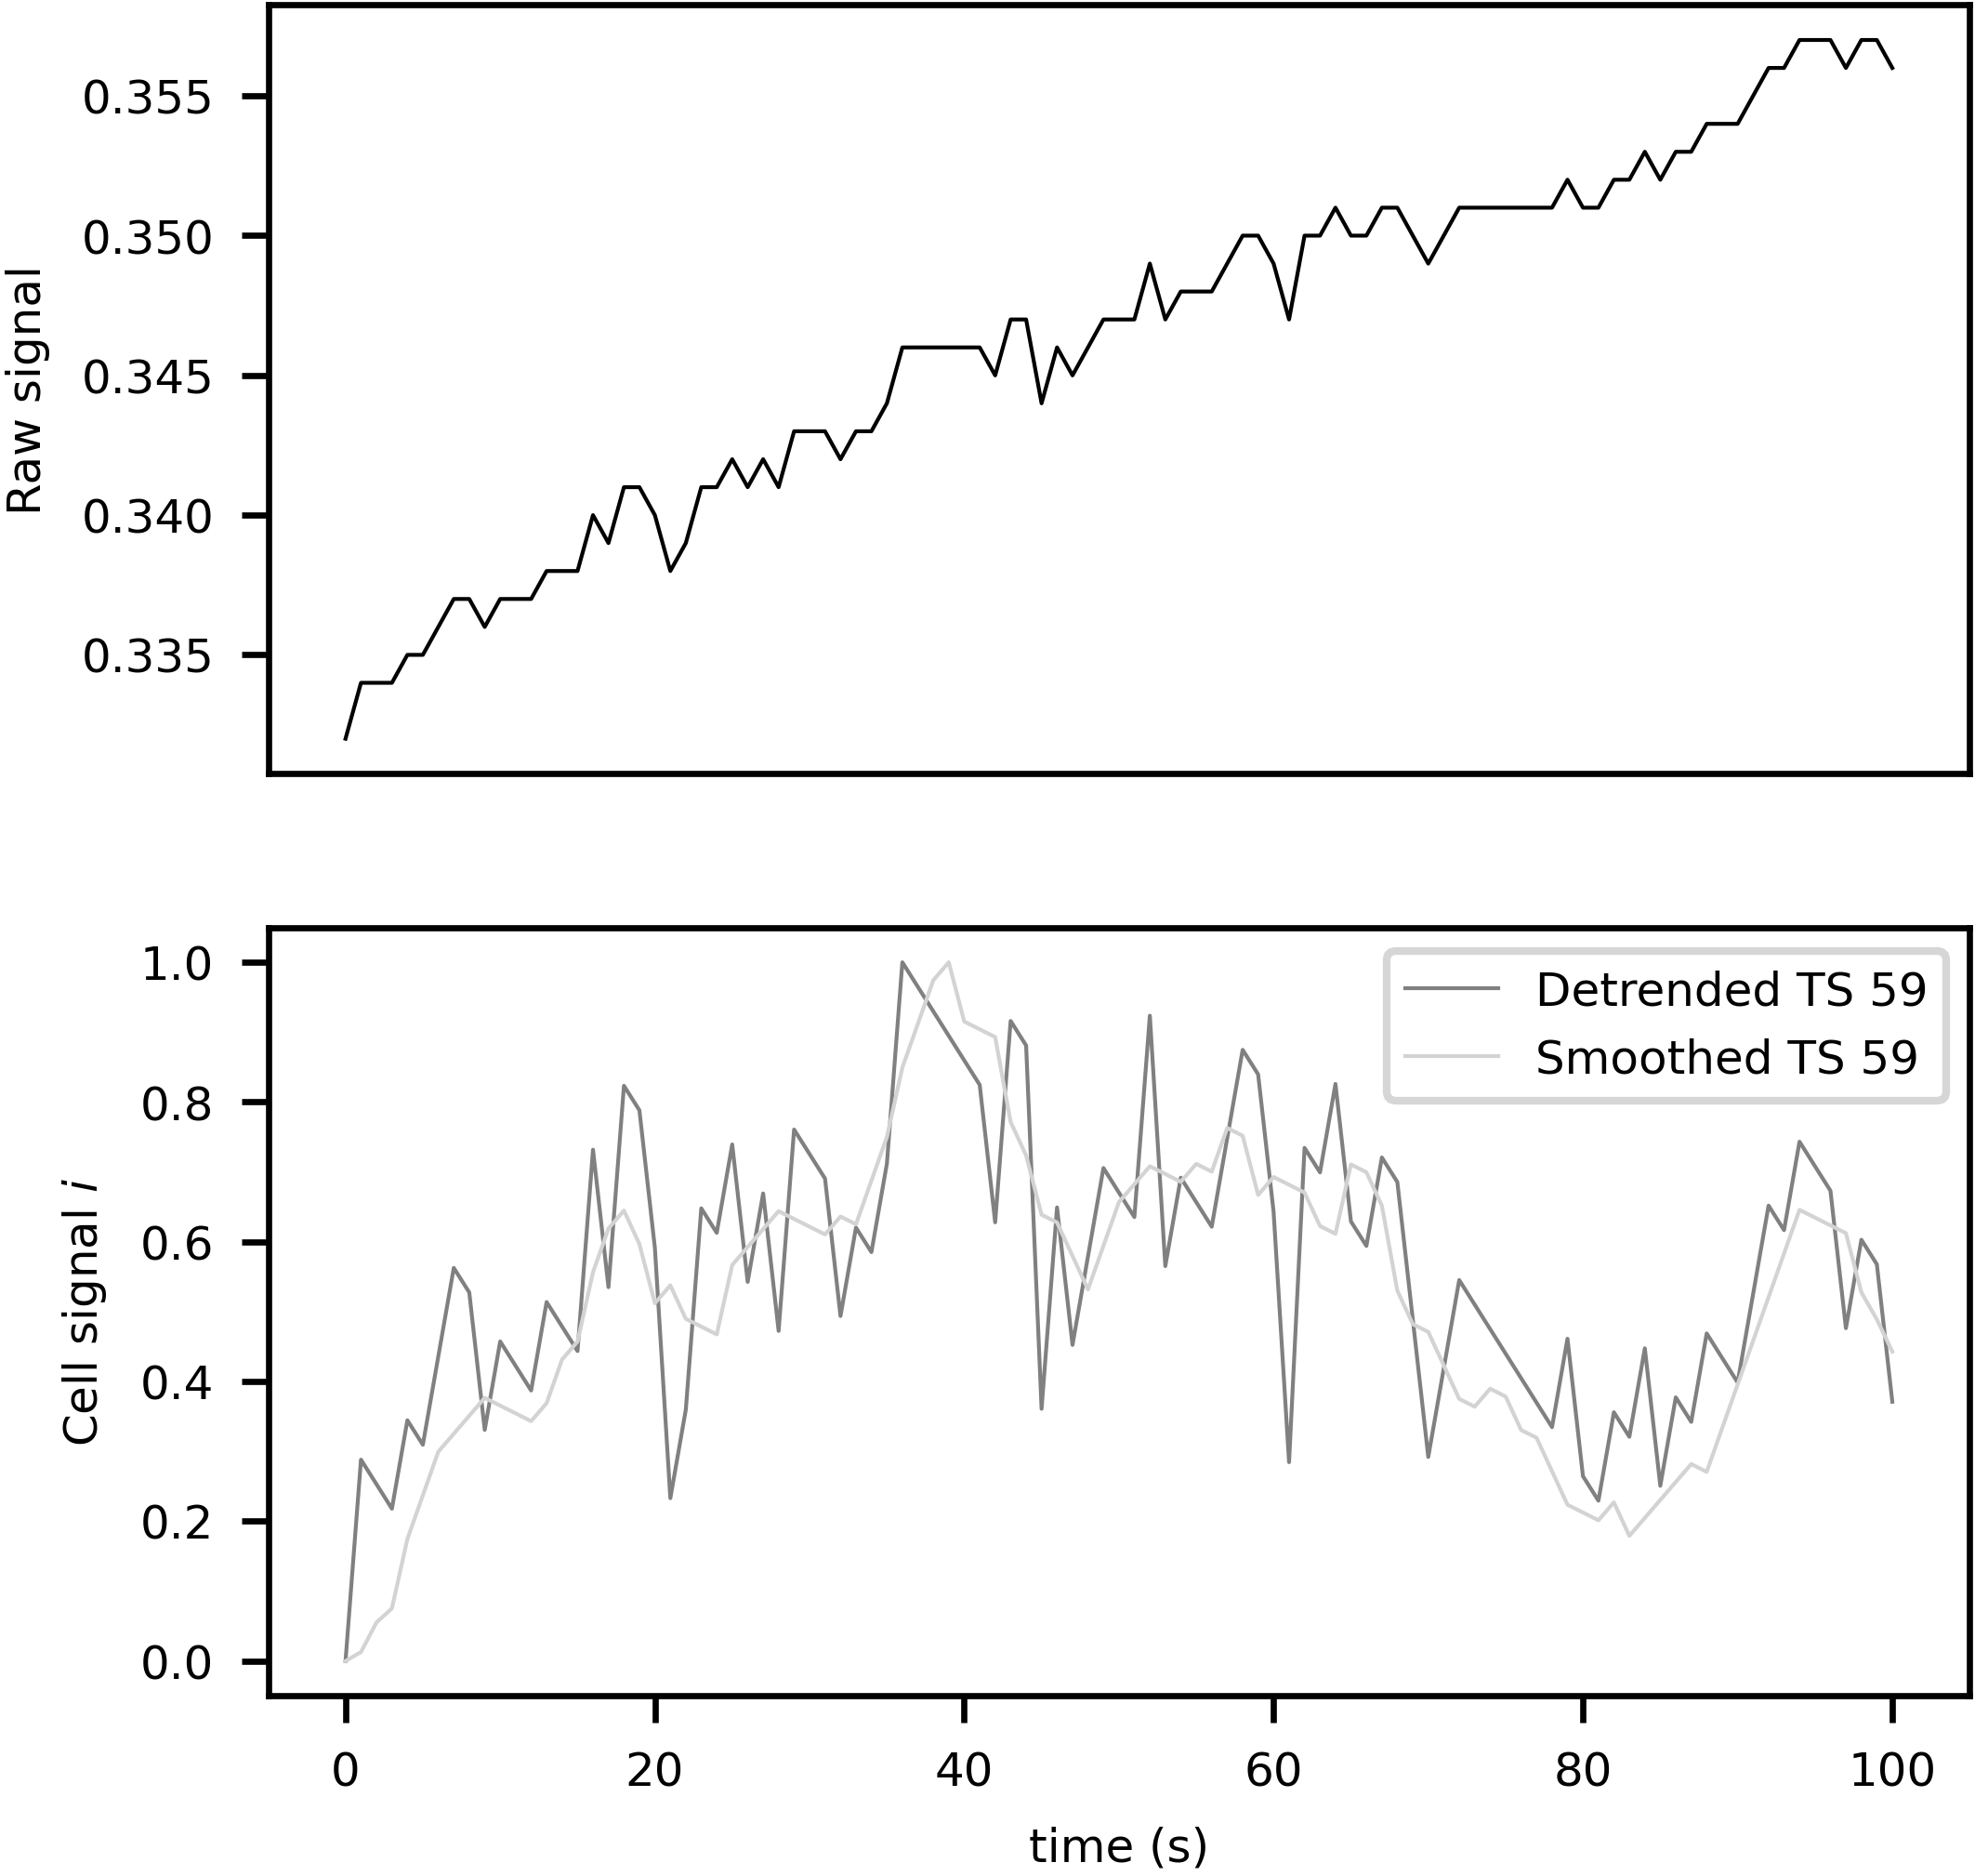 Raw signal
0.355
0.350
0.345
0.340
0.335
Cell signal i
1.0
0.8
0.6
0.4
0.2
0.0
Detrended TS 59
Smoothed TS 59
0 20 40 60 80 100
time (s)